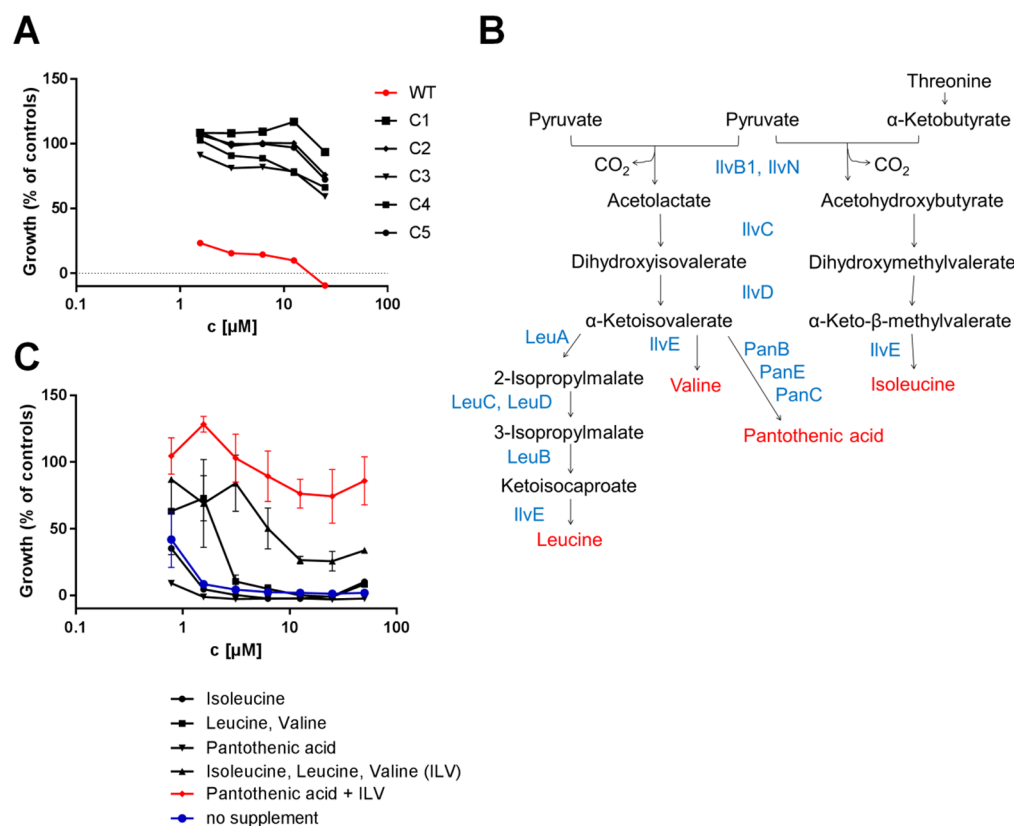 A
Growth (% of controls)
150
100
50
0
0.1
1
10
100
c [µM]
WT
C1
C2
C3
C4
C5
B
Threonine
Pyruvate
Pyruvate
α-Ketobutyrate
CO2
IlvB1, IlvN
CO2
Acetolactate
Acetohydroxybutyrate
IlvC
Dihydroxyisovalerate
Dihydroxymethylvalerate
IlvD
α-Ketoisovalerate
α-Keto-β-methylvalerate
LeuA
IlvE
PanB
PanE
PanC
IlvE
2-Isopropylmalate
Valine
Isoleucine
LeuC, LeuD
3-Isopropylmalate
Pantothenic acid
LeuB
Ketoisocaproate
IlvE
Leucine
C
Growth (% of controls)
150
100
50
0
0.1
1
10
100
c [µM]
Isoleucine
Leucine, Valine
Pantothenic acid
Isoleucine, Leucine, Valine (ILV)
Pantothenic acid + ILV
no supplement